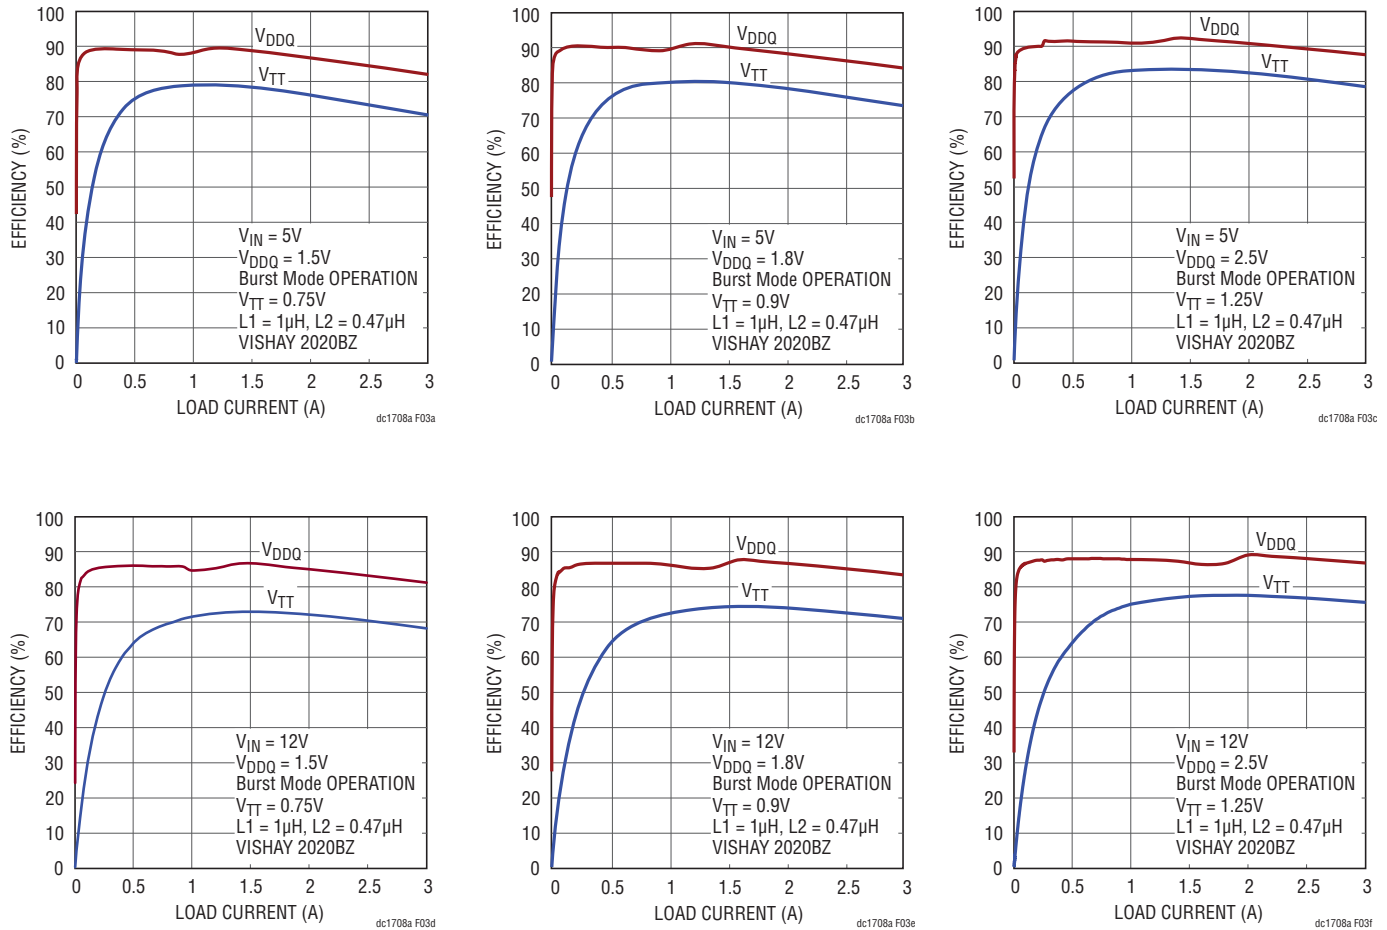 100
90
80
70
60
50
40
30
20
10
0
EFFICIENCY (%)
VDDQ
VTT
VIN = 5V
VDDQ = 1.5V
Burst Mode OPERATION
VTT = 0.75V
L1 = 1µH, L2 = 0.47µH
VISHAY 2020BZ
0 0.5 1 1.5 2 2.5 3
LOAD CURRENT (A)
dc1708a F03a
100
90
80
70
60
50
40
30
20
10
0
EFFICIENCY (%)
VDDQ
VTT
VIN = 5V
VDDQ = 1.8V
Burst Mode OPERATION
VTT = 0.9V
L1 = 1µH, L2 = 0.47µH
VISHAY 2020BZ
0 0.5 1 1.5 2 2.5 3
LOAD CURRENT (A)
dc1708a F03b
100
90
80
70
60
50
40
30
20
10
0
EFFICIENCY (%)
VDDQ
VTT
VIN = 5V
VDDQ = 2.5V
Burst Mode OPERATION
VTT = 1.25V
L1 = 1µH, L2 = 0.47µH
VISHAY 2020BZ
0 0.5 1 1.5 2 2.5 3
LOAD CURRENT (A)
dc1708a F03c
100
90
80
70
60
50
40
30
20
10
0
EFFICIENCY (%)
VDDQ
VTT
VIN = 12V
VDDQ = 1.5V
Burst Mode OPERATION
VTT = 0.75V
L1 = 1µH, L2 = 0.47µH
VISHAY 2020BZ
0 0.5 1 1.5 2 2.5 3
LOAD CURRENT (A)
dc1708a F03d
100
90
80
70
60
50
40
30
20
10
0
EFFICIENCY (%)
VDDQ
VTT
VIN = 12V
VDDQ = 1.8V
Burst Mode OPERATION
VTT = 0.9V
L1 = 1µH, L2 = 0.47µH
VISHAY 2020BZ
0 0.5 1 1.5 2 2.5 3
LOAD CURRENT (A)
dc1708a F03e
100
90
80
70
60
50
40
30
20
10
0
EFFICIENCY (%)
VDDQ
VTT
VIN = 12V
VDDQ = 2.5V
Burst Mode OPERATION
VTT = 1.25V
L1 = 1µH, L2 = 0.47µH
VISHAY 2020BZ
0 0.5 1 1.5 2 2.5 3
LOAD CURRENT (A)
dc1708a F03f